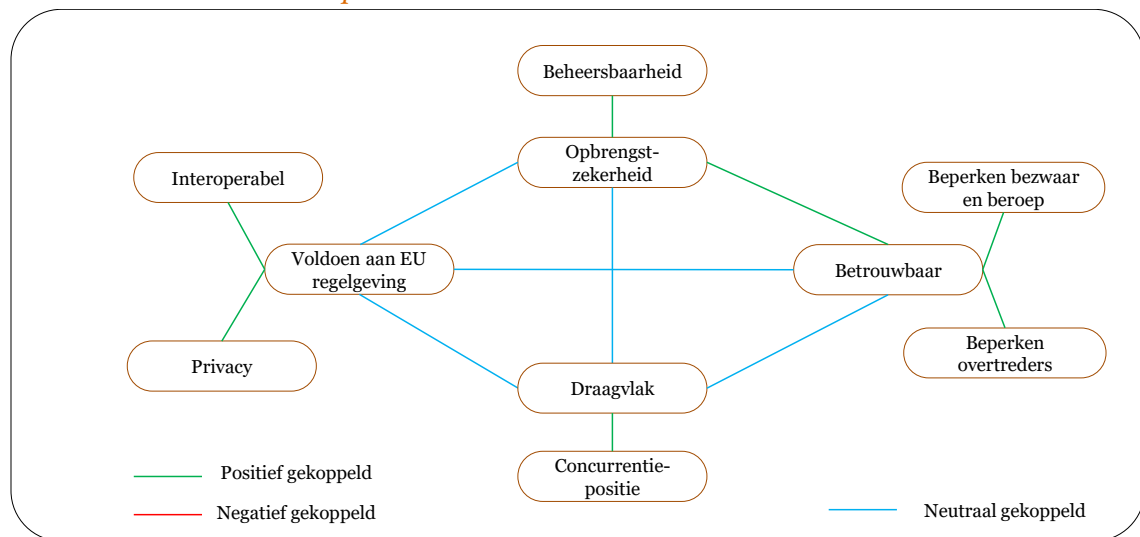 Beheersbaarheid
Opbrengst-
zekerheid
Interoperabel
Beperken bezwaar
en beroep
Voldoen aan EU
regelgeving
Betrouwbaar
Privacy
Beperken
overtreders
Draagvlak
Concurrentie-
positie
Positief gekoppeld
Negatief gekoppeld
Neutraal gekoppeld